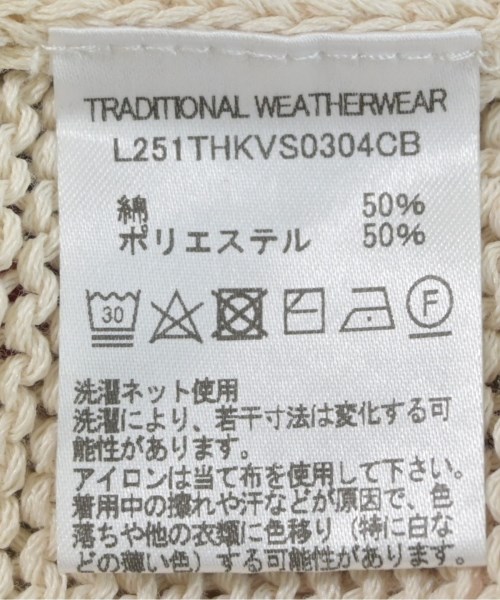 TRADITIONAL WEATHERWEAR
L251THKVS0304CB
綿 50%
ポリエステル 50%
30 F
洗濯ネット使用
洗濯により、若干寸法は変化する可
能性があります。
アイロンは当て布を使用して下さい。
着用中の擦れや汗などが原因で、色
落ちや他の衣類に色移り（特に白な
どの薄い色）する可能性があります。